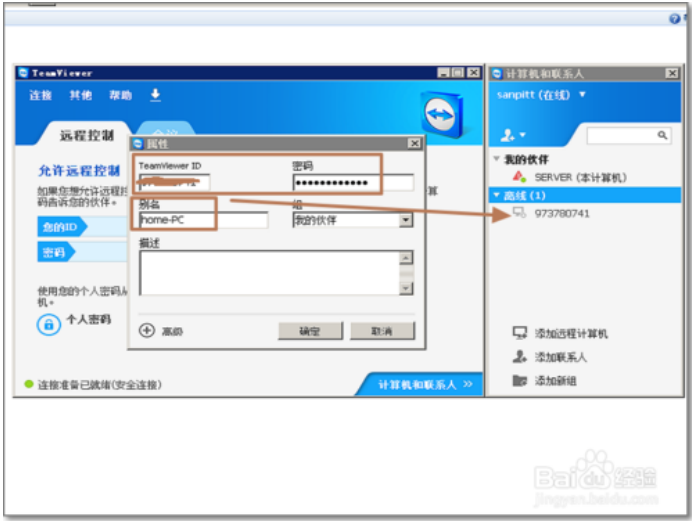 TeamViewer
连接 其他 帮助
远程控制
会议
允许远程控制
如果您想允许远程控
码告诉您的伙伴。
您的ID
密码
使用您的个人密码从
机。
个人密码
连接准备已就绪(安全连接)
计算机和联系人 >>
属性
TeamViewer ID
密码
别名
组
home-PC
我的伙伴
描述
高级
确定
取消
算
机
计算机和联系人
sanpitt (在线)
我的伙伴
SERVER (本计算机)
离线 (1)
973780741
添加远程计算机
添加联系人
添加新组
Baidu 经验
jingyan.baidu.com